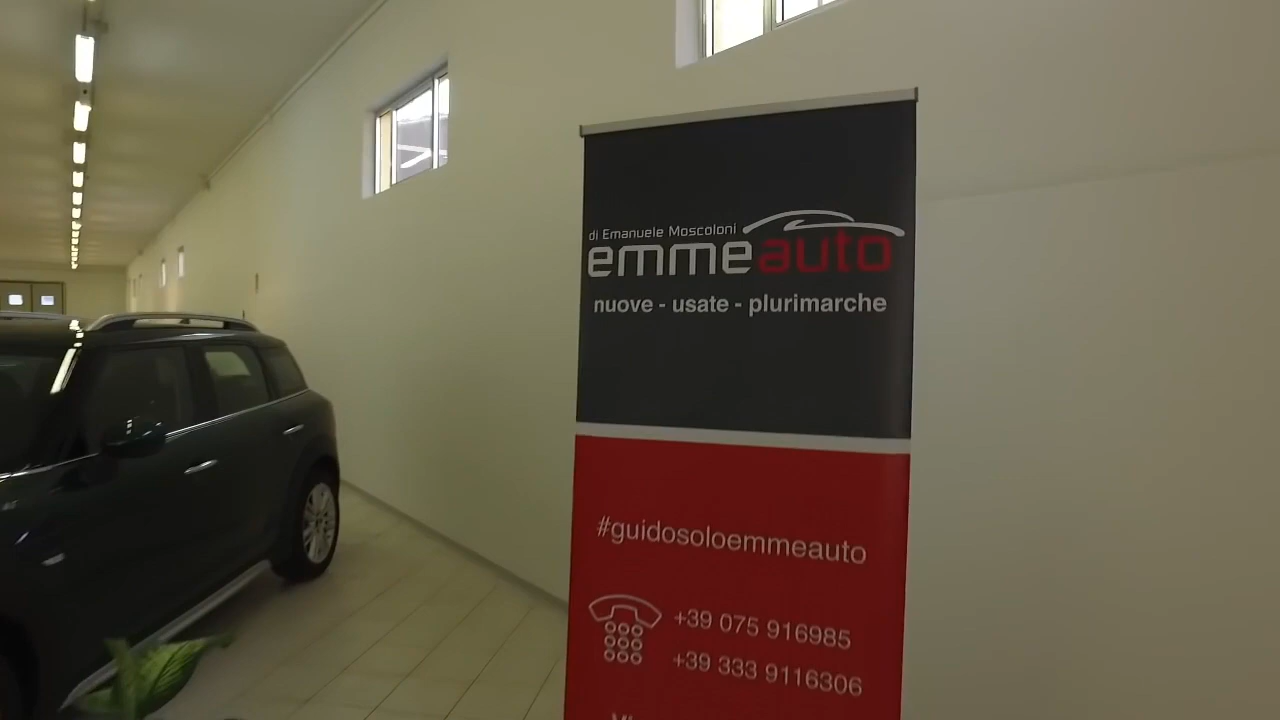 di Emanuele Moscoloni
emmeauto
nuove - usate - plurimarche
#guidosoloemmeauto
+39 075 916985
+39 333 9116306